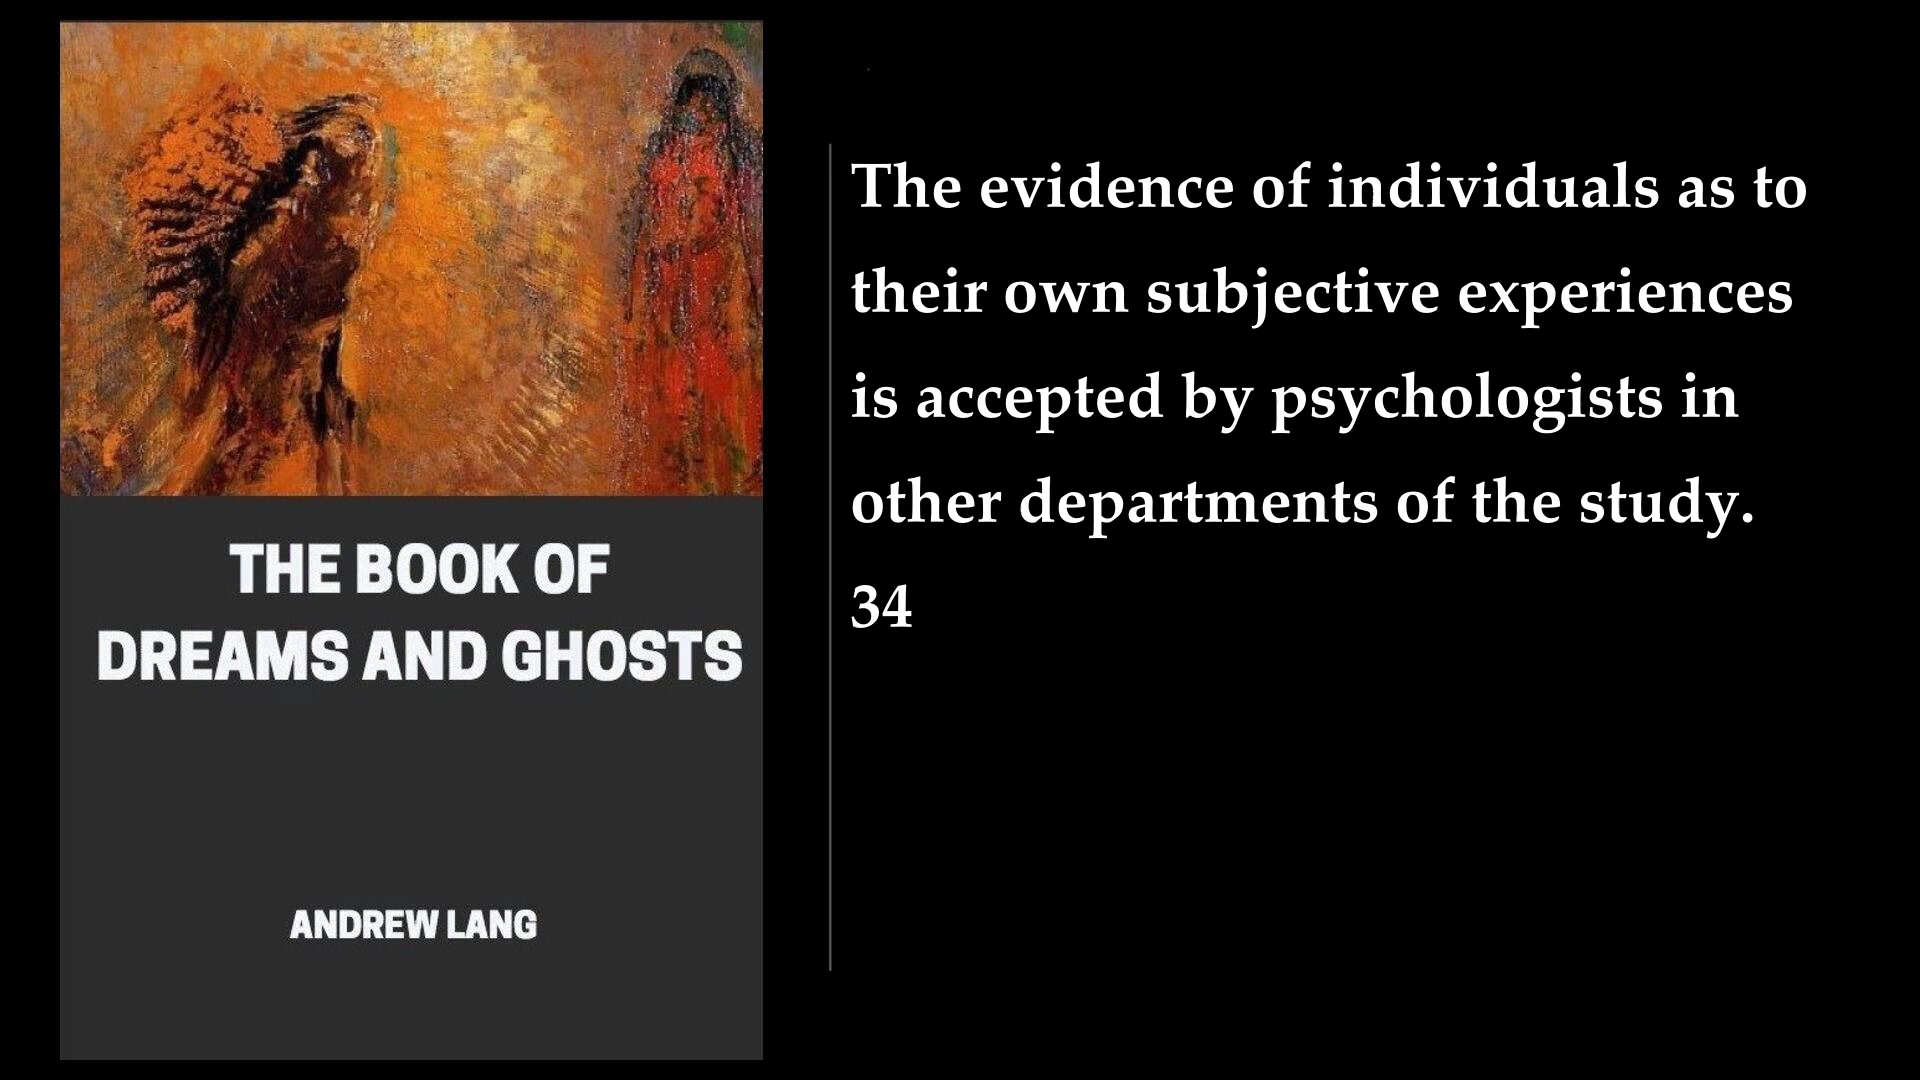 THE BOOK OF
DREAMS AND GHOSTS
ANDREW LANG
The evidence of individuals as to
their own subjective experiences
is accepted by psychologists in
other departments of the study.
34